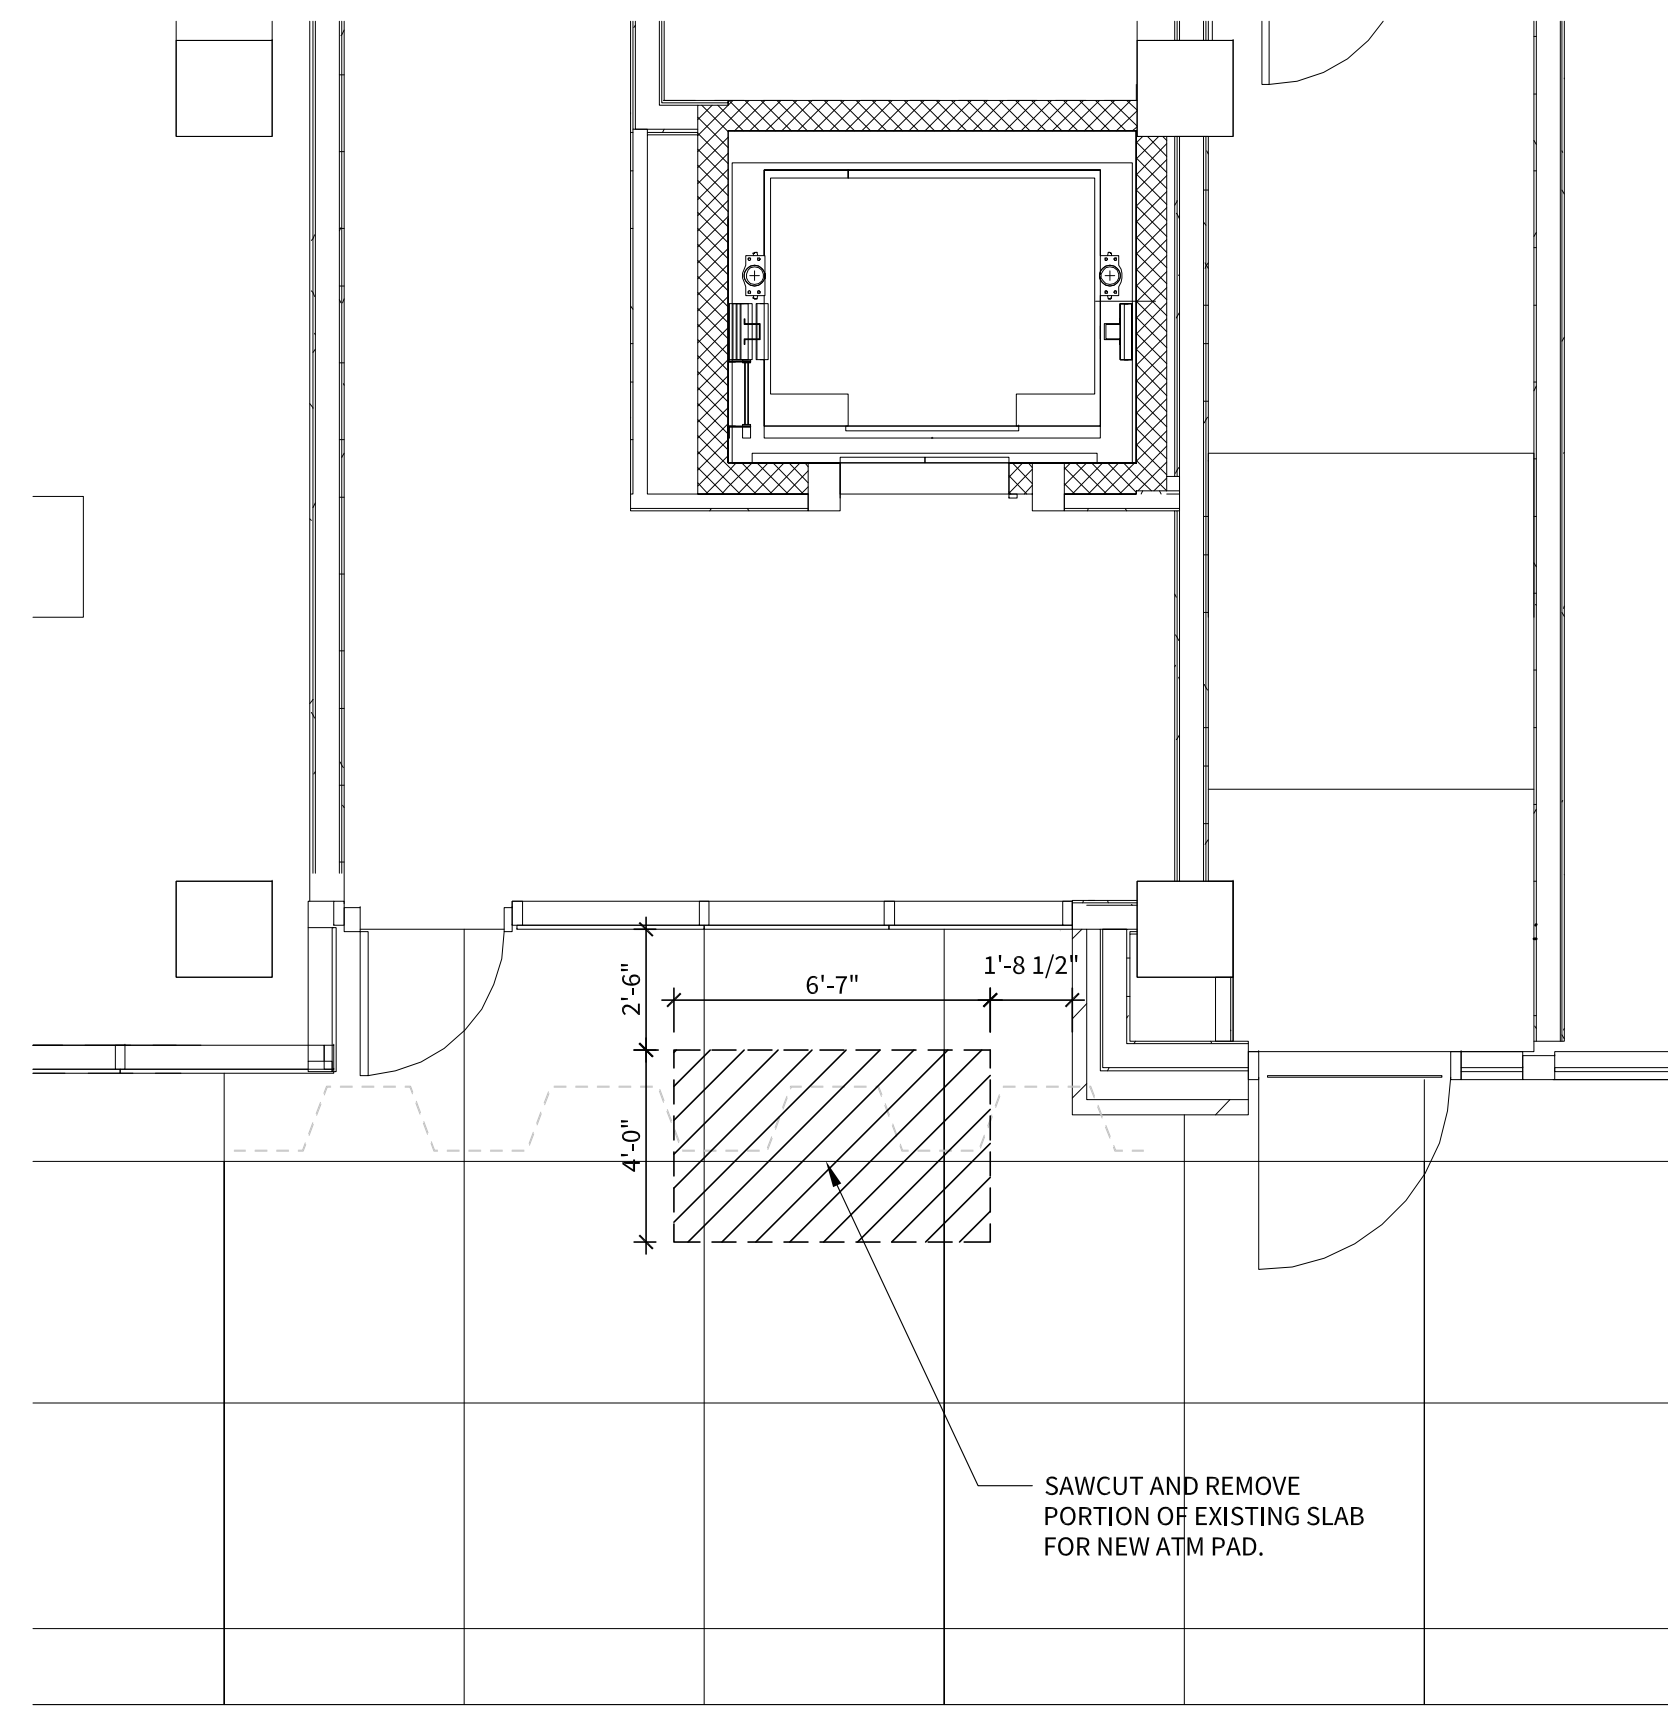 1'-8 1/2"
6'-7"
2'-6"
4'-0"
SAWCUT AND REMOVE
PORTION OF EXISTING SLAB
FOR NEW ATM PAD.